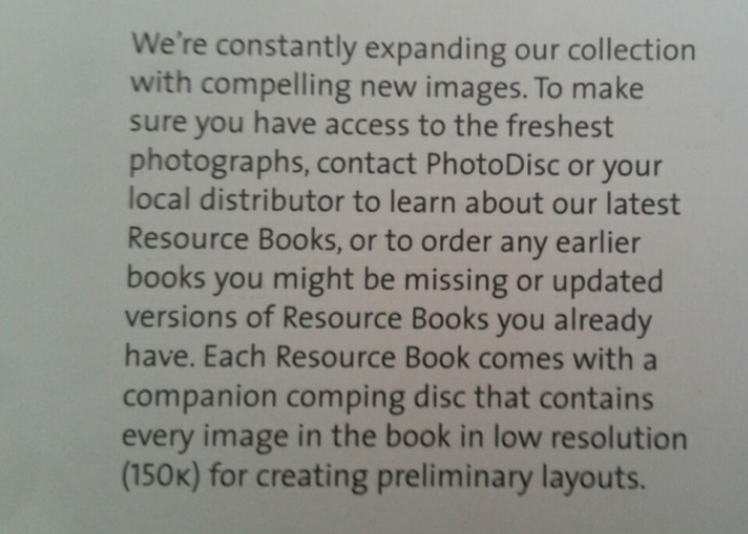 We're constantly expanding our collection
with compelling new images. To make
sure you have access to the freshest
photographs, contact PhotoDisc or your
local distributor to learn about our latest
Resource Books, or to order any earlier
books you might be missing or updated
versions of Resource Books you already
have. Each Resource Book comes with a
companion comping disc that contains
every image in the book in low resolution
(150K) for creating preliminary layouts.